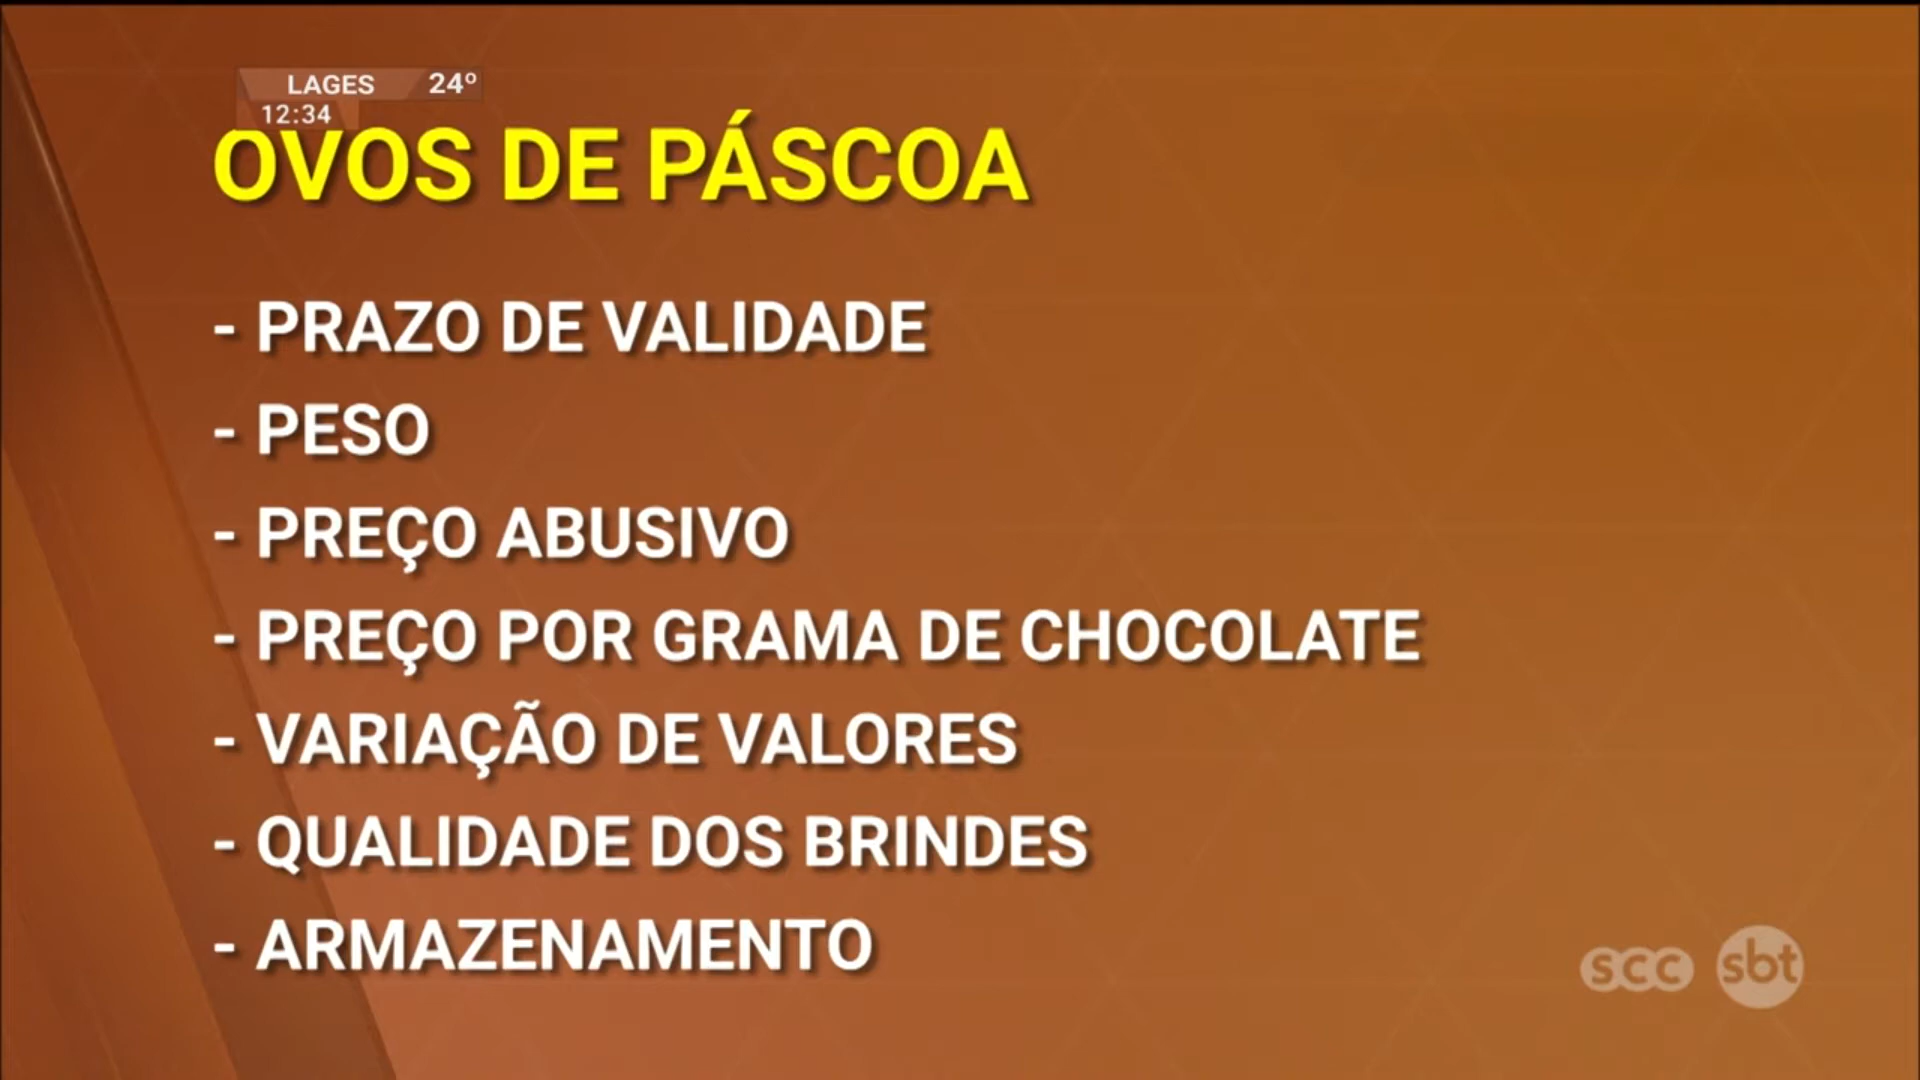 LAGES 24º
12:34
OVOS DE PÁSCOA
- PRAZO DE VALIDADE
- PESO
- PREÇO ABUSIVO
- PREÇO POR GRAMA DE CHOCOLATE
- VARIAÇÃO DE VALORES
- QUALIDADE DOS BRINDES
- ARMAZENAMENTO
scc sbt